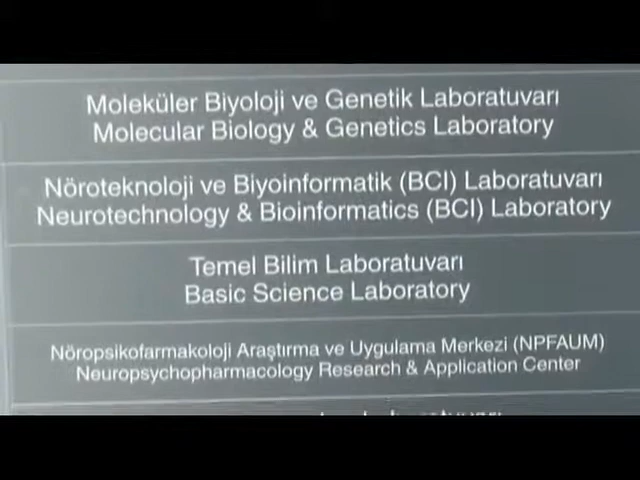 Moleküler Biyoloji ve Genetik Laboratuvarı
Molecular Biology & Genetics Laboratory
Nöroteknoloji ve Biyoinformatik (BCI) Laboratuvarı
Neurotechnology & Bioinformatics (BCI) Laboratory
Temel Bilim Laboratuvarı
Basic Science Laboratory
Nöropsikofarmakoloji Araştırma ve Uygulama Merkezi (NPFAUM)
Neuropsychopharmacology Research & Application Center